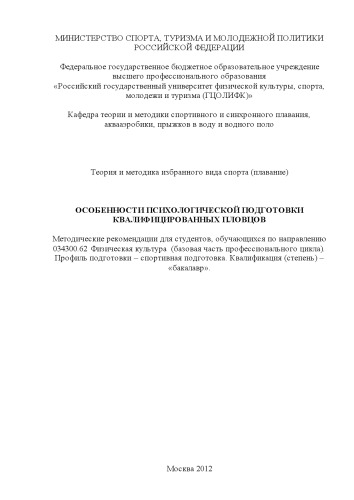 МИНИСТЕРСТВО СПОРТА, ТУРИЗМА И МОЛОДЕЖНОЙ ПОЛИТИКИ
РОССИЙСКОЙ ФЕДЕРАЦИИ
Федеральное государственное бюджетное образовательное учреждение
высшего профессионального образования
«Российский государственный университет физической культуры, спорта,
молодежи и туризма (ГЦОЛИФК)»
Кафедра теории и методики спортивного и синхронного плавания,
аквааэробики, прыжков в воду и водного поло
Теория и методика избранного вида спорта (плавание)
ОСОБЕННОСТИ ПСИХОЛОГИЧЕСКОЙ ПОДГОТОВКИ
КВАЛИФИЦИРОВАННЫХ ПЛОВЦОВ
Методические рекомендации для студентов, обучающихся по направлению
034300.62 Физическая культура (базовая часть профессионального цикла).
Профиль подготовки – спортивная подготовка. Квалификация (степень) –
«бакалавр».
Москва 2012